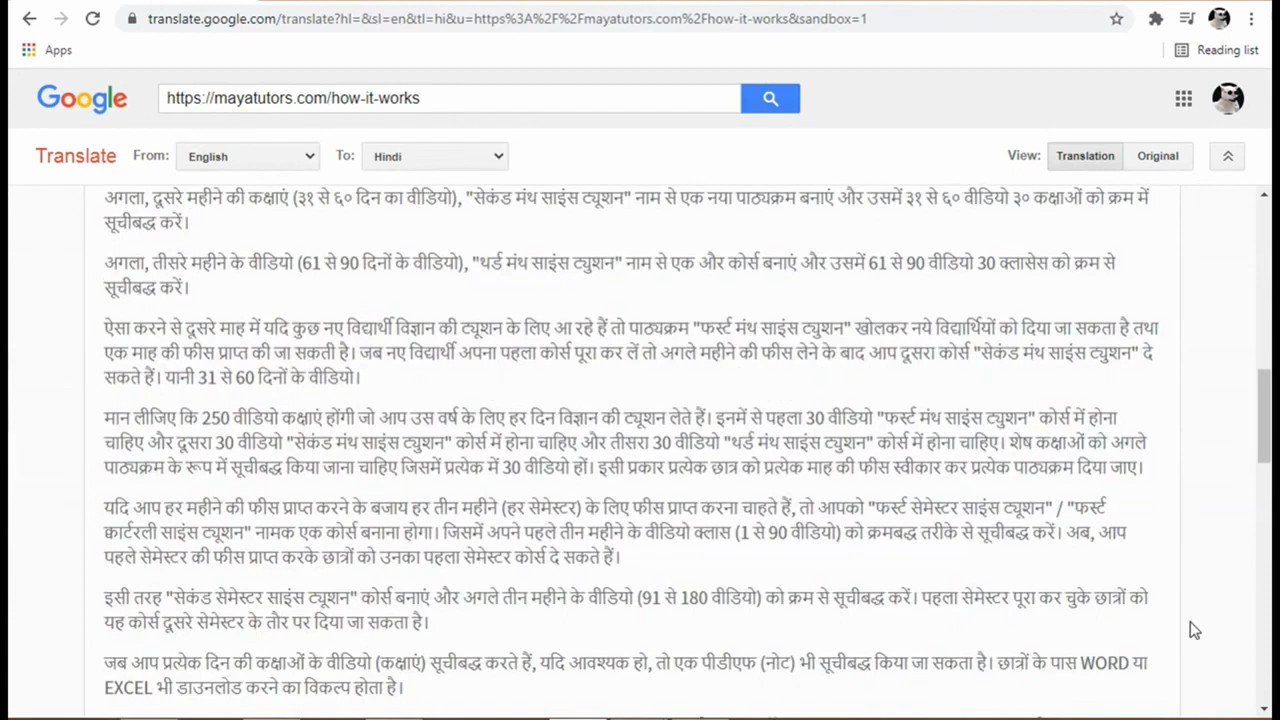 translate.google.com/translate?hl=&sl=en&tl=hi&u=https%3A%2F%2Fmayatutors.com%2Fhow-it-works&sandbox=1
Apps
Reading list
Google
https://mayatutors.com/how-it-works
Translate From: English To: Hindi View: Translation Original
अगला, दूसरे महीने की कक्षाएं (३१ से ६० दिन का वीडियो), "सेकंड मंथ साइंस ट्यूशन" नाम से एक नया पाठ्यक्रम बनाएं और उसमें ३१ से ६० वीडियो ३० कक्षाओं को क्रम में
सूचीबद्ध करें।
अगला, तीसरे महीने के वीडियो (61 से 90 दिनों के वीडियो), "थर्ड मंथ साइंस ट्युशन" नाम से एक और कोर्स बनाएं और उसमें 61 से 90 वीडियो 30 क्लासेस को क्रम से
सूचीबद्ध करें।
ऐसा करने से दूसरे माह में यदि कुछ नए विद्यार्थी विज्ञान की ट्यूशन के लिए आ रहे हैं तो पाठ्यक्रम "फर्स्ट मंथ साइंस ट्युशन" खोलकर नये विद्यार्थियों को दिया जा सकता है तथा
एक माह की फीस प्राप्त की जा सकती है। जब नए विद्यार्थी अपना पहला कोर्स पूरा कर लें तो अगले महीने की फीस लेने के बाद आप दूसरा कोर्स "सेकंड मंथ साइंस ट्युशन" दे
सकते हैं। यानी 31 से 60 दिनों के वीडियो।
मान लीजिए कि 250 वीडियो कक्षाएं होंगी जो आप उस वर्ष के लिए हर दिन विज्ञान की ट्यूशन लेते हैं। इनमें से पहला 30 वीडियो "फर्स्ट मंथ साइंस ट्युशन" कोर्स में होना
चाहिए और दूसरा 30 वीडियो "सेकंड मंथ साइंस ट्युशन" कोर्स में होना चाहिए और तीसरा 30 वीडियो "थर्ड मंथ साइंस ट्युशन" कोर्स में होना चाहिए। शेष कक्षाओं को अगले
पाठ्यक्रम के रूप में सूचीबद्ध किया जाना चाहिए जिसमें प्रत्येक में 30 वीडियो हों। इसी प्रकार प्रत्येक छात्र को प्रत्येक माह की फीस स्वीकार कर प्रत्येक पाठ्यक्रम दिया जाए।
यदि आप हर महीने की फीस प्राप्त करने के बजाय हर तीन महीने (हर सेमेस्टर) के लिए फीस प्राप्त करना चाहते हैं, तो आपको "फर्स्ट सेमेस्टर साइंस ट्यूशन" / "फर्स्ट
क्वार्टरली साइंस ट्यूशन" नामक एक कोर्स बनाना होगा। जिसमें अपने पहले तीन महीने के वीडियो क्लास (1 से 90 वीडियो) को क्रमबद्ध तरीके से सूचीबद्ध करें। अब, आप
पहले सेमेस्टर की फीस प्राप्त करके छात्रों को उनका पहला सेमेस्टर कोर्स दे सकते हैं।
इसी तरह "सेकंड सेमेस्टर साइंस ट्यूशन" कोर्स बनाएं और अगले तीन महीने के वीडियो (91 से 180 वीडियो) को क्रम से सूचीबद्ध करें। पहला सेमेस्टर पूरा कर चुके छात्रों को
यह कोर्स दूसरे सेमेस्टर के तौर पर दिया जा सकता है।
जब आप प्रत्येक दिन की कक्षाओं के वीडियो (कक्षाएं) सूचीबद्ध करते हैं, यदि आवश्यक हो, तो एक पीडीएफ (नोट) भी सूचीबद्ध किया जा सकता है। छात्रों के पास WORD या
EXCEL भी डाउनलोड करने का विकल्प होता है।